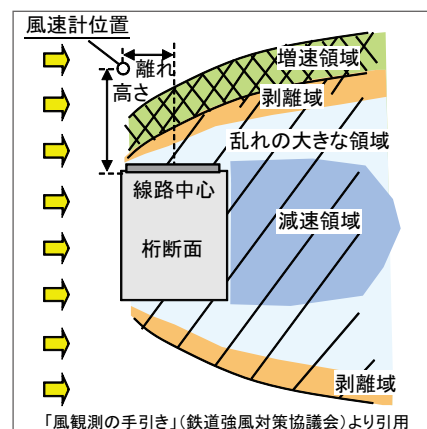 風速計位置
離れ
高さ
増速領域
剥離域
乱れの大きな領域
線路中心
減速領域
桁断面
剥離域
「風観測の手引き」(鉄道強風対策協議会)より引用